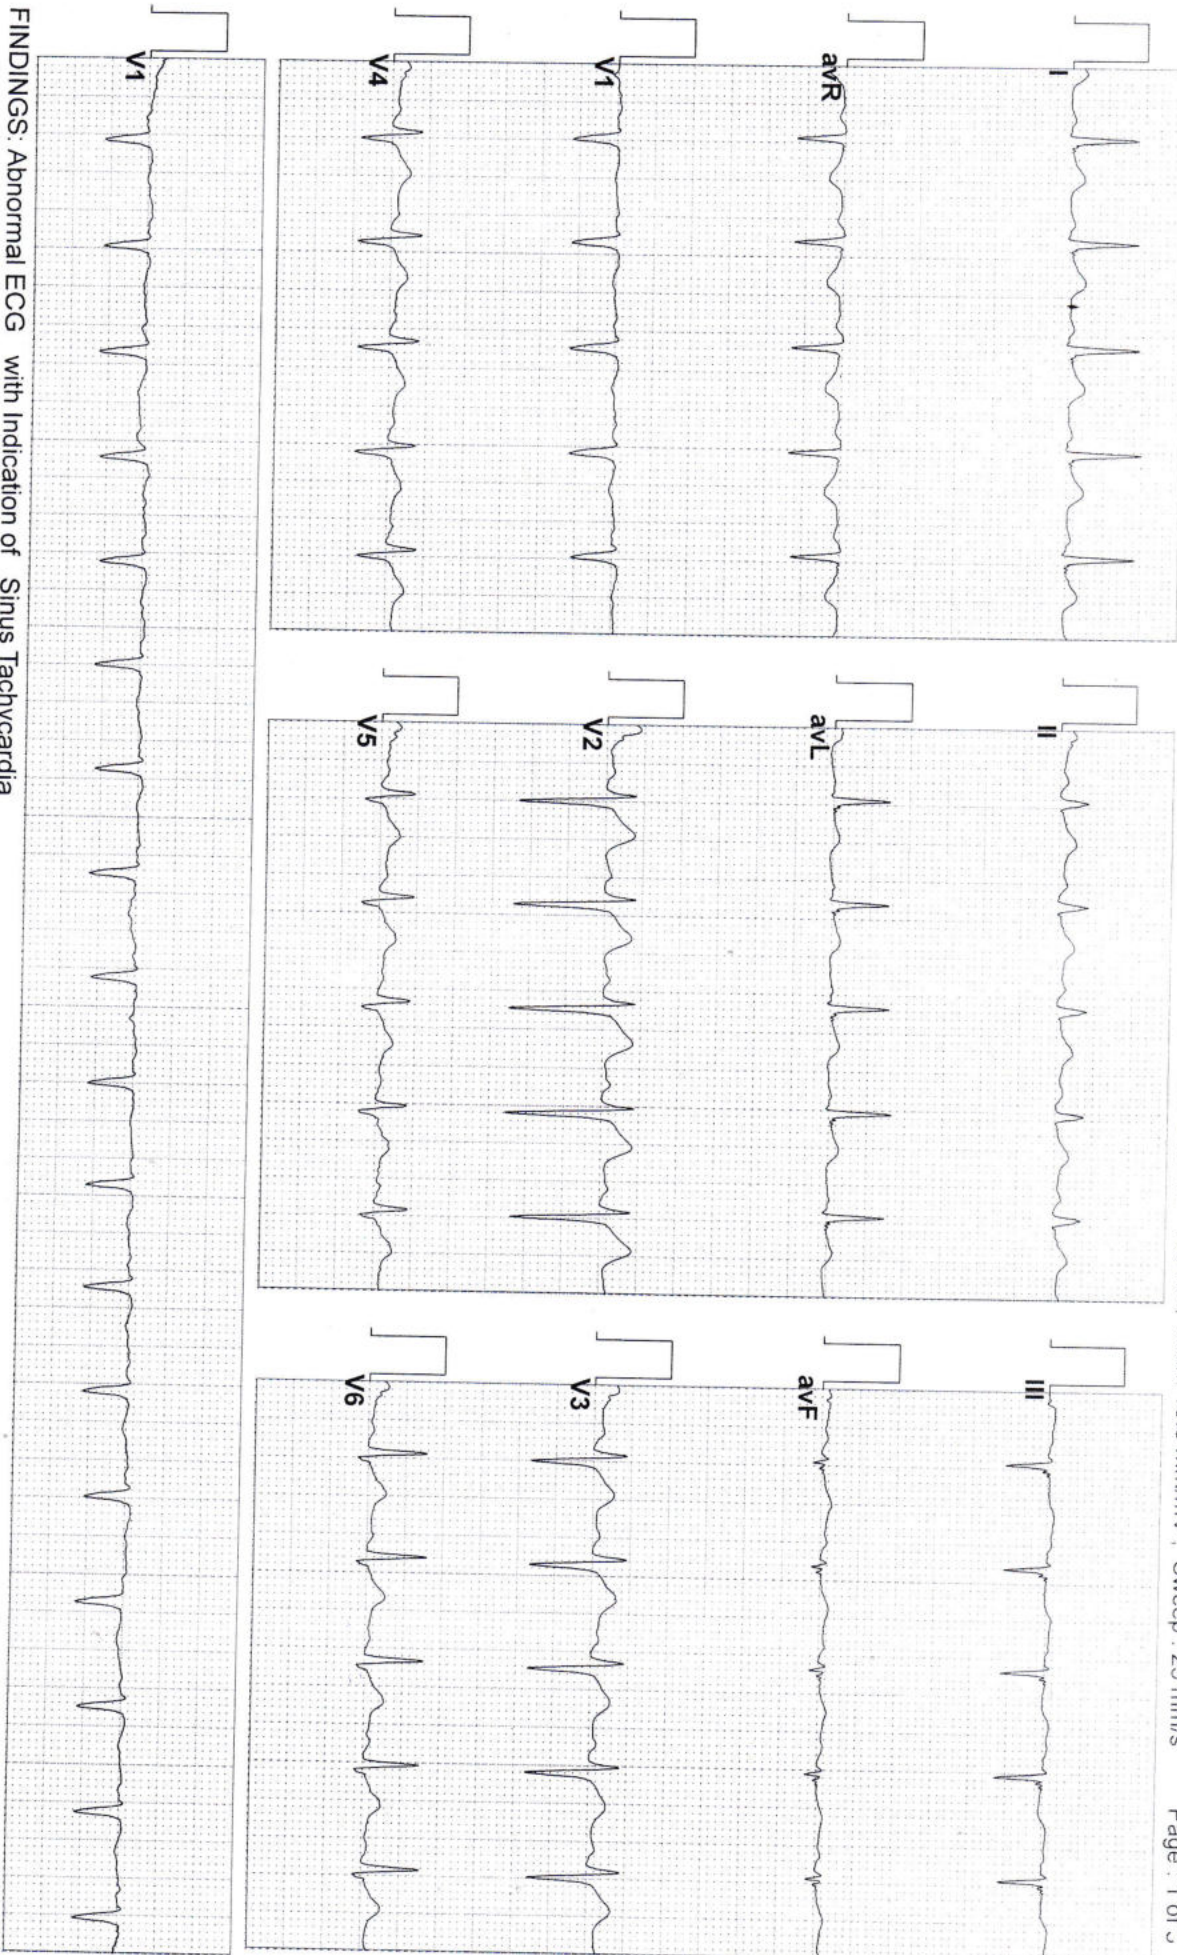 Sweep : 25 mm/s Page : 1 of 3
I II III
avR avL avF
V1 V2 V3
V4 V5 V6
V1
FINDINGS: Abnormal ECG with Indication of Sinus Tachycardia